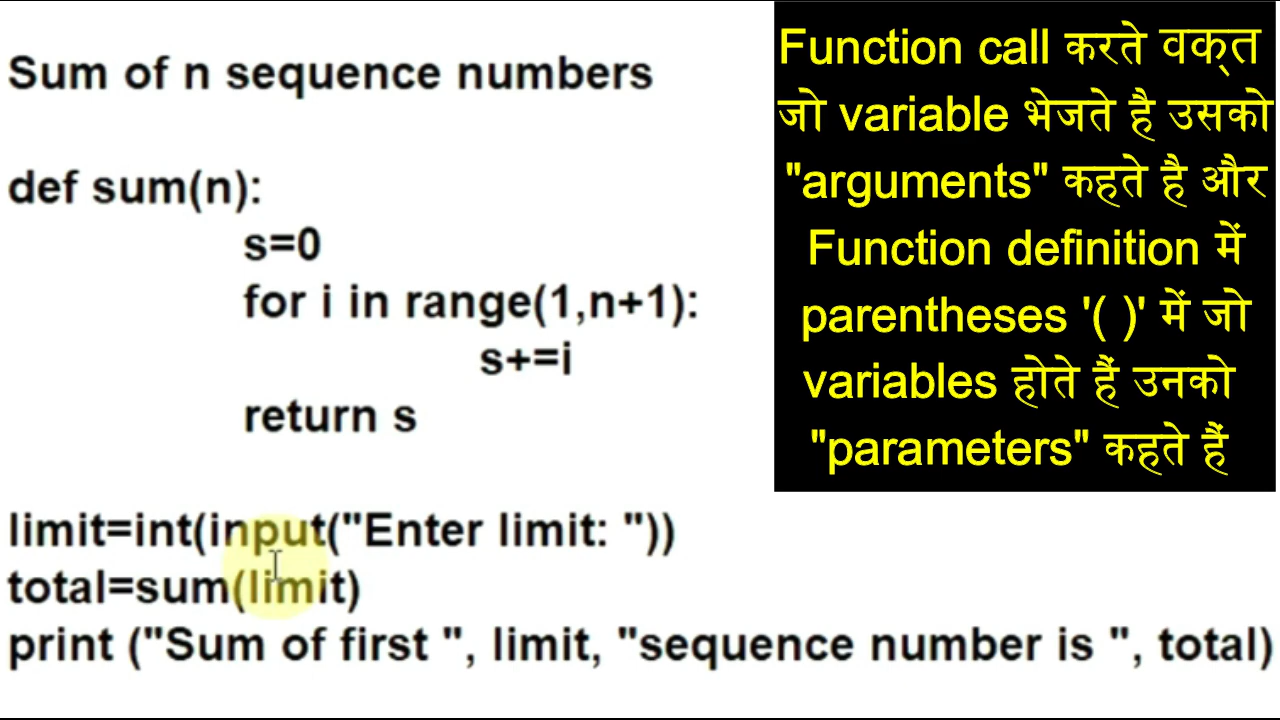 Sum of n sequence numbers
def sum(n):
s=0
for i in range(1,n+1):
s+=i
return s
limit=int(input("Enter limit: "))
total=sum(limit)
print ("Sum of first ", limit, "sequence number is ", total)
Function call करते वक्त
जो variable भेजते है उसको
"arguments" कहते है और
Function definition में
parentheses '( )' में जो
variables होते हैं उनको
"parameters" कहते हैं